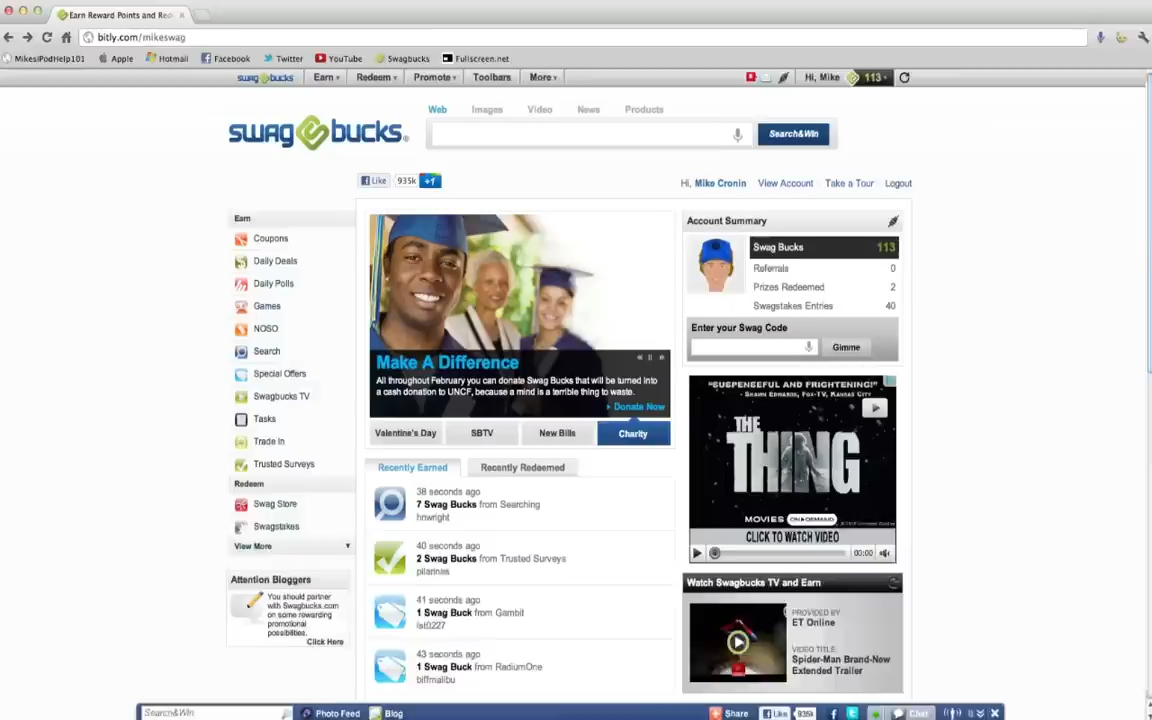 Earn Reward Points and Re
bitly.com/mikeswag
MikesiPodHelp101 Apple Hotmail Facebook Twitter YouTube Swagbucks Fullscreen.net
swagbucks Earn Redeem Promote Toolbars More Hi, Mike 113
Web Images Video News Products
swagbucks
Search&Win
Like 935k +1
Hi, Mike Cronin View Account Take a Tour Logout
Earn
Coupons
Daily Deals
Daily Polls
Games
NOSO
Search
Special Offers
Swagbucks TV
Tasks
Trade In
Trusted Surveys
Redeem
Swag Store
Swagstakes
View More
Attention Bloggers
You should partner
with Swagbucks.com
on some rewarding
promotional
possibilities.
Click Here
Make A Difference
All throughout February you can donate Swag Bucks that will be turned into
a cash donation to UNCF, because a mind is a terrible thing to waste.
Donate Now
Valentine's Day SBTV New Bills Charity
Recently Earned Recently Redeemed
38 seconds ago
7 Swag Bucks from Searching
hnwright
40 seconds ago
2 Swag Bucks from Trusted Surveys
pilarinas
41 seconds ago
1 Swag Buck from Gambit
lst0227
43 seconds ago
1 Swag Buck from RadiumOne
biffmalibu
Account Summary
Swag Bucks 113
Referrals 0
Prizes Redeemed 2
Swagstakes Entries 40
Enter your Swag Code
Gimme
"SUSPENSEFUL AND FRIGHTENING!"
- SHAWN EDWARDS, FOX-TV, KANSAS CITY
THE
THING
MOVIES ON DEMAND
CLICK TO WATCH VIDEO
00:00
Watch Swagbucks TV and Earn
PROVIDED BY
ET Online
VIDEO TITLE:
Spider-Man Brand-New
Extended Trailer
Search&Win Photo Feed Blog Share Like 935k Chat